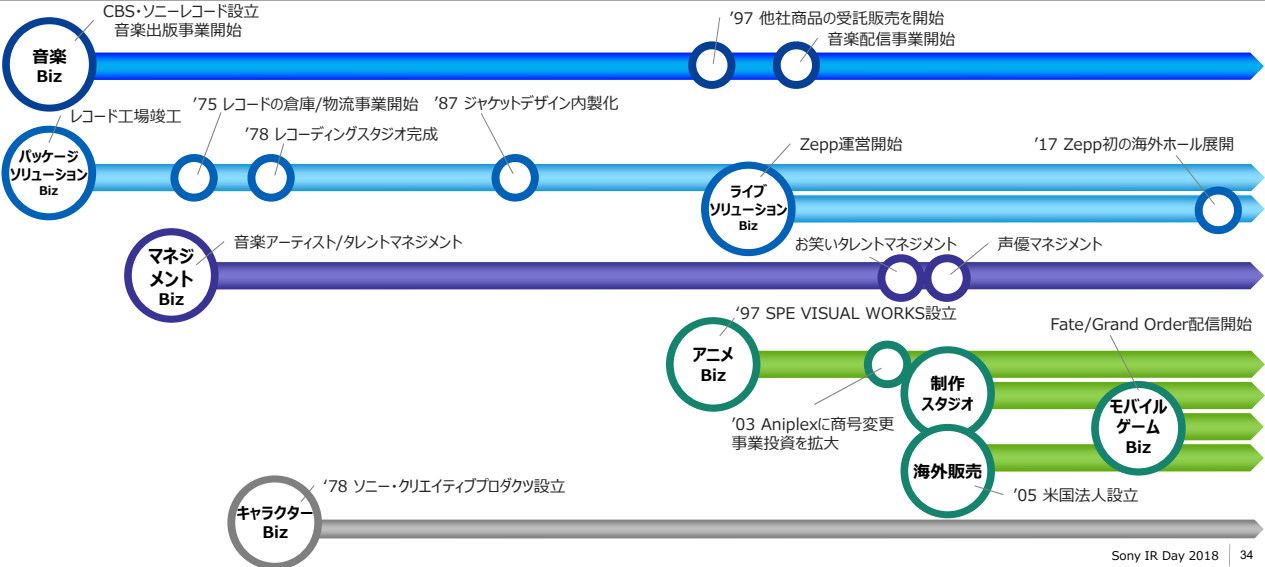 CBS・ソニーレコード設立
音楽出版事業開始
’97 他社商品の受託販売を開始
音楽配信事業開始
音楽
Biz
レコード工場竣工
’75 レコードの倉庫/物流事業開始
’87 ジャケットデザイン内製化
’78 レコーディングスタジオ完成
Zepp運営開始
’17 Zepp初の海外ホール展開
パッケージ
ソリューション
Biz
ライブ
ソリューション
Biz
音楽アーティスト/タレントマネジメント
お笑いタレントマネジメント
声優マネジメント
マネジ
メント
Biz
‘97 SPE VISUAL WORKS設立
Fate/Grand Order配信開始
アニメ
Biz
制作
スタジオ
’03 Aniplexに商号変更
事業投資を拡大
モバイル
ゲーム
Biz
海外販売
’05 米国法人設立
‘78 ソニー・クリエイティブプロダクツ設立
キャラクター
Biz
Sony IR Day 2018
34